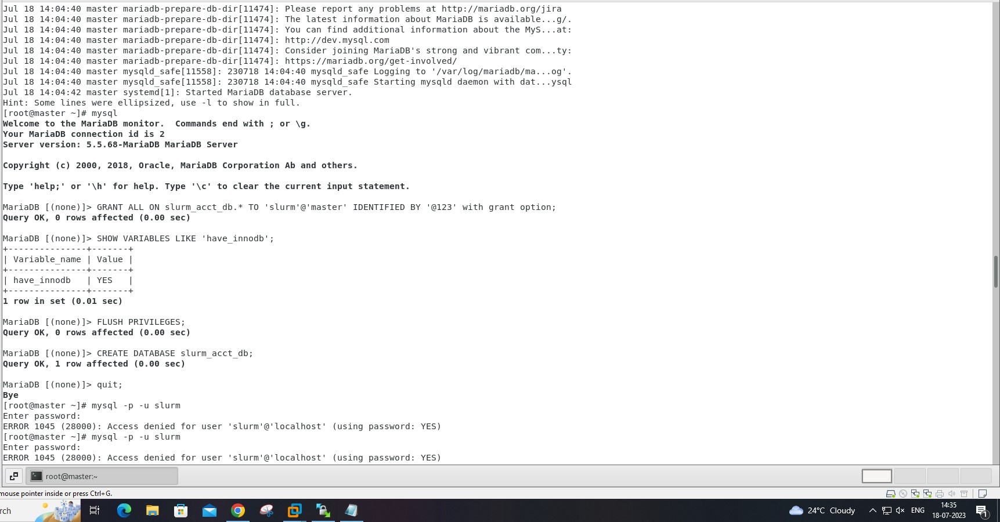 Jul 18 14:04:40 master mariadb-prepare-db-dir[11474]: Please report any problems at http://mariadb.org/jira
Jul 18 14:04:40 master mariadb-prepare-db-dir[11474]: The latest information about MariaDB is available...g/.
Jul 18 14:04:40 master mariadb-prepare-db-dir[11474]: You can find additional information about the MyS...at:
Jul 18 14:04:40 master mariadb-prepare-db-dir[11474]: http://dev.mysql.com
Jul 18 14:04:40 master mariadb-prepare-db-dir[11474]: Consider joining MariaDB's strong and vibrant com...ty:
Jul 18 14:04:40 master mariadb-prepare-db-dir[11474]: https://mariadb.org/get-involved/
Jul 18 14:04:40 master mysqld_safe[11558]: 230718 14:04:40 mysqld_safe Logging to '/var/log/mariadb/ma...og'.
Jul 18 14:04:40 master mysqld_safe[11558]: 230718 14:04:40 mysqld_safe Starting mysqld daemon with dat...ysql
Jul 18 14:04:42 master systemd[1]: Started MariaDB database server.
Hint: Some lines were ellipsized, use -l to show in full.
[root@master ~]# mysql
Welcome to the MariaDB monitor.  Commands end with ; or \g.
Your MariaDB connection id is 2
Server version: 5.5.68-MariaDB MariaDB Server
Copyright (c) 2000, 2018, Oracle, MariaDB Corporation Ab and others.
Type 'help;' or '\h' for help. Type '\c' to clear the current input statement.
MariaDB [(none)]> GRANT ALL ON slurm_acct_db.* TO 'slurm'@'master' IDENTIFIED BY '@123' with grant option;
Query OK, 0 rows affected (0.00 sec)
MariaDB [(none)]> SHOW VARIABLES LIKE 'have_innodb';
+---------------+-------+
| Variable_name | Value |
+---------------+-------+
| have_innodb   | YES   |
+---------------+-------+
1 row in set (0.01 sec)
MariaDB [(none)]> FLUSH PRIVILEGES;
Query OK, 0 rows affected (0.00 sec)
MariaDB [(none)]> CREATE DATABASE slurm_acct_db;
Query OK, 1 row affected (0.00 sec)
MariaDB [(none)]> quit;
Bye
[root@master ~]# mysql -p -u slurm
Enter password:
ERROR 1045 (28000): Access denied for user 'slurm'@'localhost' (using password: YES)
[root@master ~]# mysql -p -u slurm
Enter password:
ERROR 1045 (28000): Access denied for user 'slurm'@'localhost' (using password: YES)
root@master:~
mouse pointer inside or press Ctrl+G.
rch
24°C Cloudy
ENG
14:35
18-07-2023
1